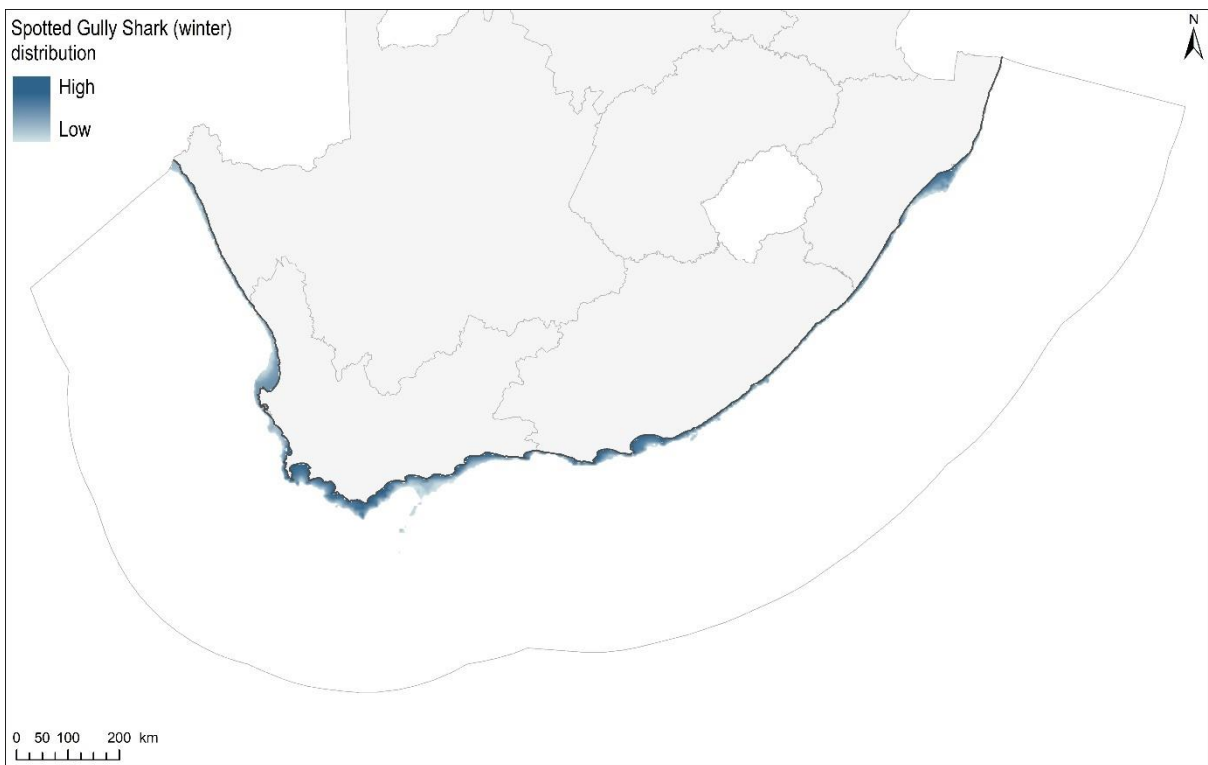 Spotted Gully Shark (winter)
distribution
High
Low
N
0 50 100 200 km